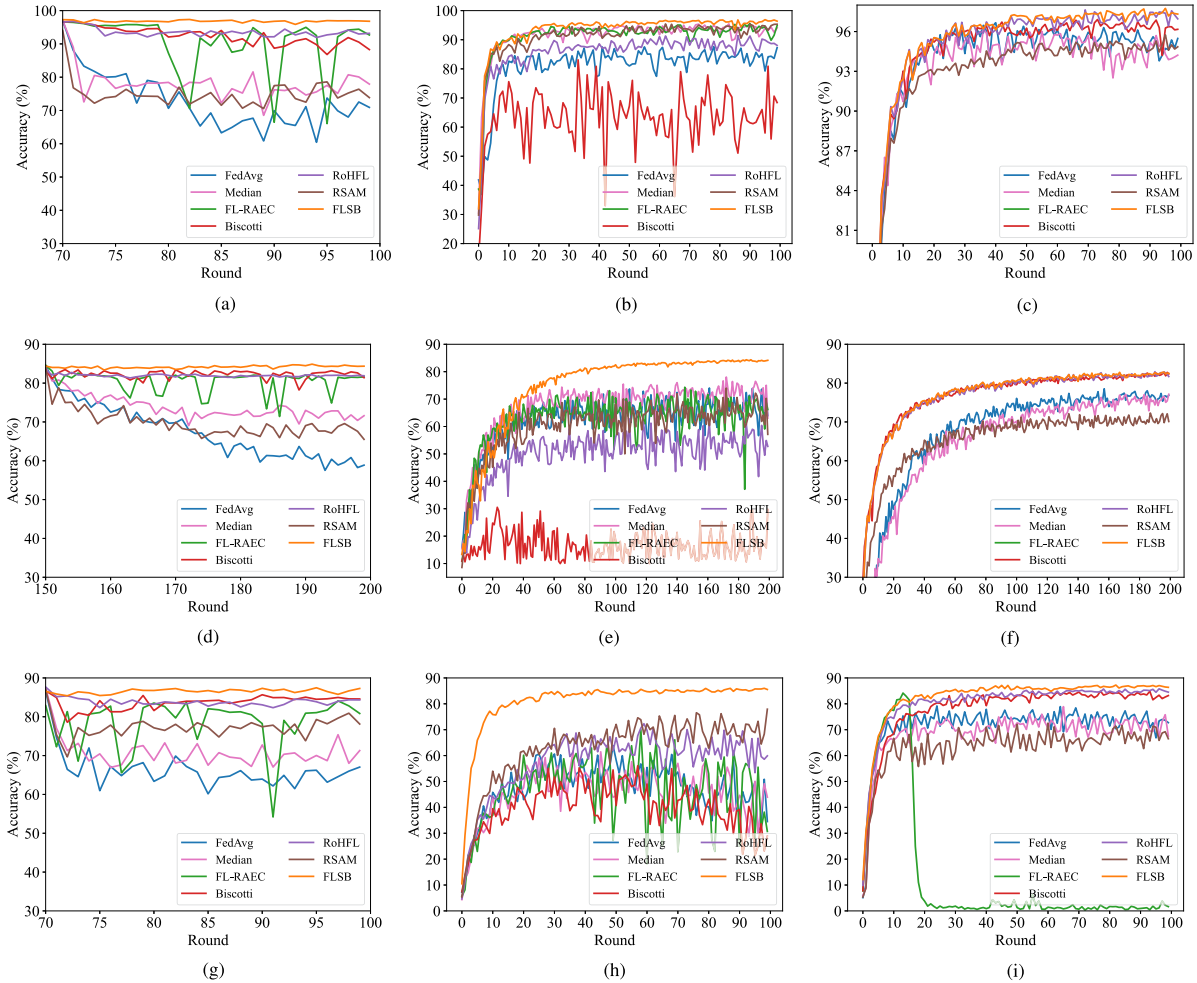 100
90
80
70
60
50
40
30
Accuracy (%)
FedAvg
Median
FL-RAEC
Biscotti
RoHFL
RSAM
FLSB
70 75 80 85 90 95 100
Round
(a)
100
90
80
70
60
50
40
30
20
Accuracy (%)
FedAvg
Median
FL-RAEC
Biscotti
RoHFL
RSAM
FLSB
0 10 20 30 40 50 60 70 80 90 100
Round
(b)
96
93
90
87
84
81
Accuracy (%)
FedAvg
Median
FL-RAEC
Biscotti
RoHFL
RSAM
FLSB
0 10 20 30 40 50 60 70 80 90 100
Round
(c)
90
80
70
60
50
40
30
Accuracy (%)
FedAvg
Median
FL-RAEC
Biscotti
RoHFL
RSAM
FLSB
150 160 170 180 190 200
Round
(d)
90
80
70
60
50
40
30
20
10
Accuracy (%)
FedAvg
Median
FL-RAEC
Biscotti
RoHFL
RSAM
FLSB
0 20 40 60 80 100 120 140 160 180 200
Round
(e)
90
80
70
60
50
40
30
Accuracy (%)
FedAvg
Median
FL-RAEC
Biscotti
RoHFL
RSAM
FLSB
0 20 40 60 80 100 120 140 160 180 200
Round
(f)
90
80
70
60
50
40
30
Accuracy (%)
FedAvg
Median
FL-RAEC
Biscotti
RoHFL
RSAM
FLSB
70 75 80 85 90 95 100
Round
(g)
90
80
70
60
50
40
30
20
10
0
Accuracy (%)
FedAvg
Median
FL-RAEC
Biscotti
RoHFL
RSAM
FLSB
0 10 20 30 40 50 60 70 80 90 100
Round
(h)
90
80
70
60
50
40
30
20
10
0
Accuracy (%)
FedAvg
Median
FL-RAEC
Biscotti
RoHFL
RSAM
FLSB
0 10 20 30 40 50 60 70 80 90 100
Round
(i)